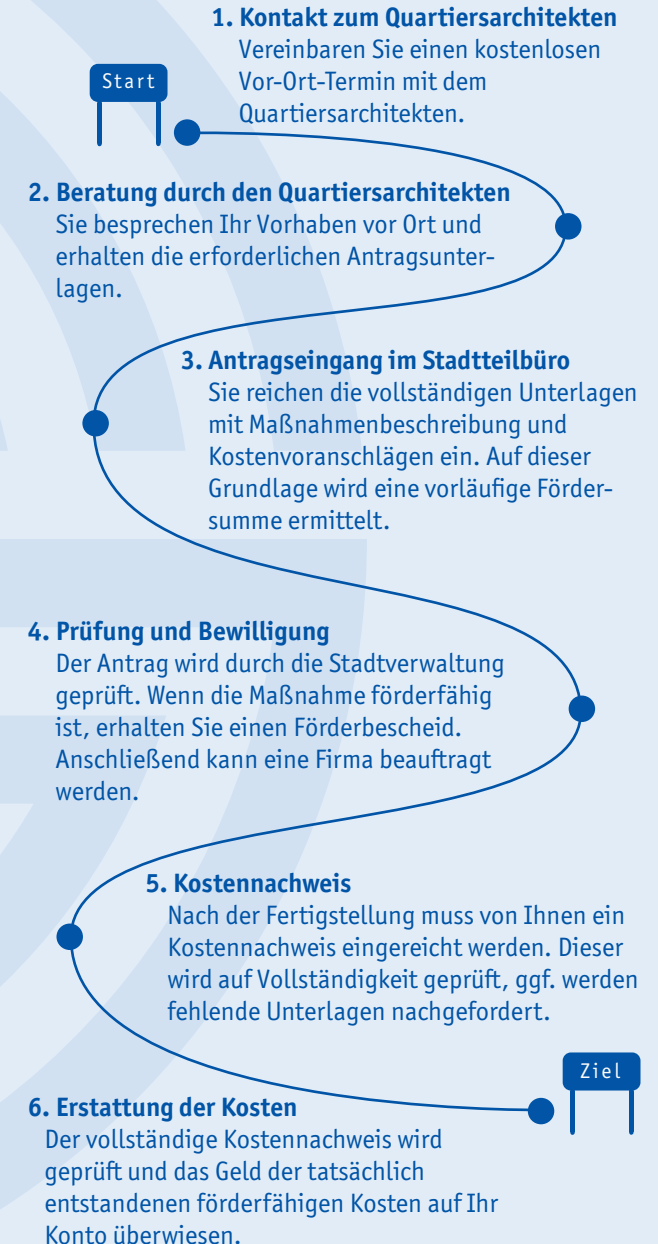 1. Kontakt zum Quartiersarchitekten
Vereinbaren Sie einen kostenlosen
Vor-Ort-Termin mit dem
Quartiersarchitekten.
Start
2. Beratung durch den Quartiersarchitekten
Sie besprechen Ihr Vorhaben vor Ort und
erhalten die erforderlichen Antragsunter-
lagen.
3. Antragseingang im Stadtteilbüro
Sie reichen die vollständigen Unterlagen
mit Maßnahmenbeschreibung und
Kostenvoranschlägen ein. Auf dieser
Grundlage wird eine vorläufige Förder-
summe ermittelt.
4. Prüfung und Bewilligung
Der Antrag wird durch die Stadtverwaltung
geprüft. Wenn die Maßnahme förderfähig
ist, erhalten Sie einen Förderbescheid.
Anschließend kann eine Firma beauftragt
werden.
5. Kostennachweis
Nach der Fertigstellung muss von Ihnen ein
Kostennachweis eingereicht werden. Dieser
wird auf Vollständigkeit geprüft, ggf. werden
fehlende Unterlagen nachgefordert.
Ziel
6. Erstattung der Kosten
Der vollständige Kostennachweis wird
geprüft und das Geld der tatsächlich
entstandenen förderfähigen Kosten auf Ihr
Konto überwiesen.